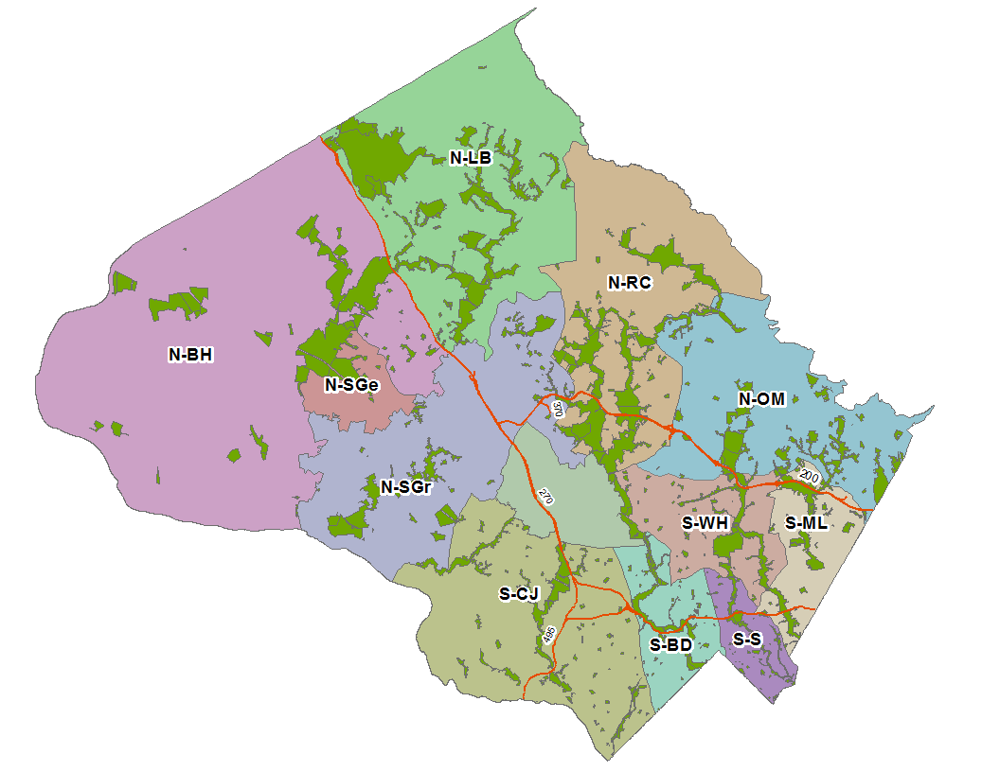 N-LB
N-RC
N-BH
N-SGe
N-OM
370
200
N-SGr
270
S-WH
S-ML
S-CJ
495
S-BD
S-S